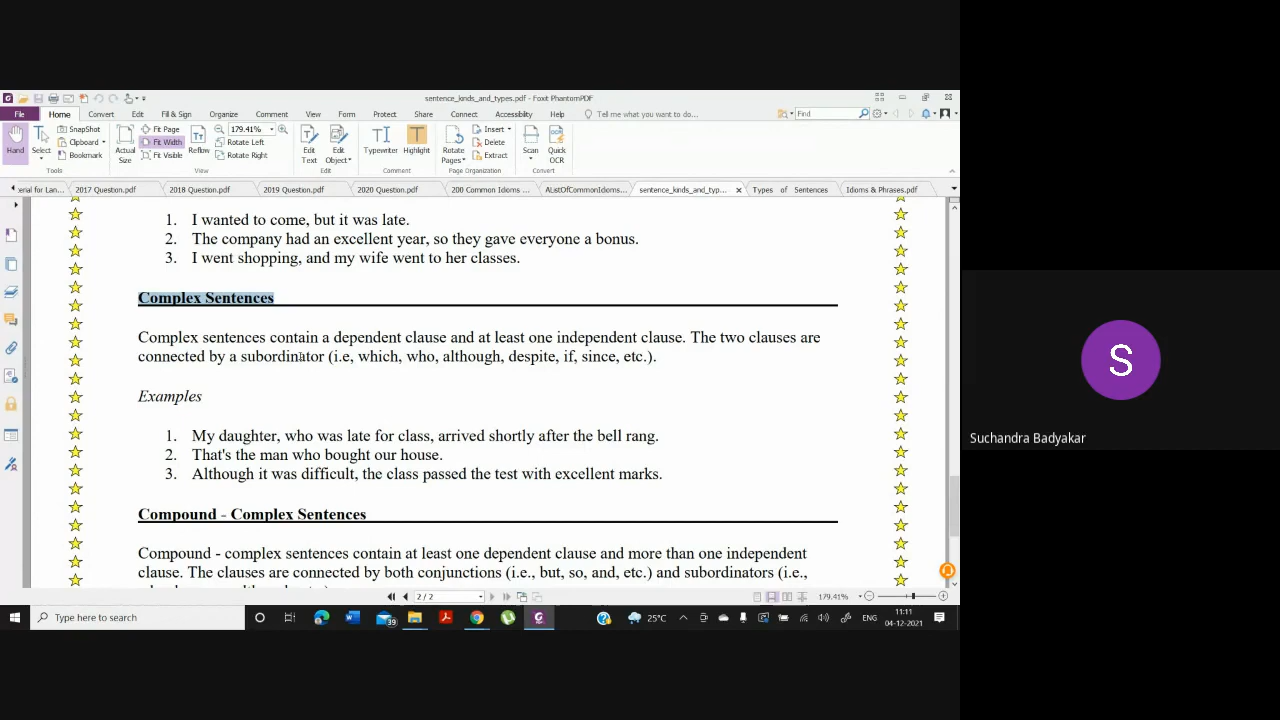 sentence_kinds_and_types.pdf - Foxit PhantomPDF
File Home Convert Edit Fill & Sign Organize Comment View Form Protect Share Connect Accessibility Help Tell me what you want to do... Find
Hand Select SnapShot Clipboard Bookmark Actual Size Fit Page Fit Width Fit Visible Reflow 179.41% Rotate Left Rotate Right Edit Text Edit Object Typewriter Highlight Rotate Pages Insert Delete Extract Scan Quick OCR
Tools View Edit Comment Page Organization Convert
erial for Lan... 2017 Question.pdf 2018 Question.pdf 2019 Question.pdf 2020 Question.pdf 200 Common Idoms ... AListOfCommonIdoms... sentence_kinds_and_typ... Types of Sentences Idoms & Phrases.pdf
1. I wanted to come, but it was late.
2. The company had an excellent year, so they gave everyone a bonus.
3. I went shopping, and my wife went to her classes.
Complex Sentences
Complex sentences contain a dependent clause and at least one independent clause. The two clauses are
connected by a subordinator (i.e, which, who, although, despite, if, since, etc.).
Examples
1. My daughter, who was late for class, arrived shortly after the bell rang.
2. That's the man who bought our house.
3. Although it was difficult, the class passed the test with excellent marks.
Compound - Complex Sentences
Compound - complex sentences contain at least one dependent clause and more than one independent
clause. The clauses are connected by both conjunctions (i.e., but, so, and, etc.) and subordinators (i.e.,
2 / 2 179.41%
Type here to search 39 25°C ENG 11:11
04-12-2021
S
Suchandra Badyakar